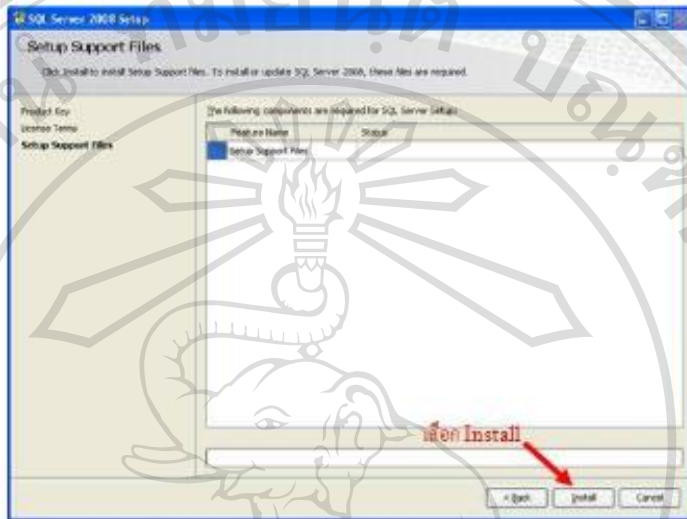 SQL Server 2008 Setup
Setup Support Files
Click Install to install Setup Support Files. To install or update SQL Server 2008, these files are required.
Product Key
License Terms
Setup Support Files
The following components are required for SQL Server Setup:
Feature Name Status
Setup Support Files
เลือก Install
< Back Install Cancel